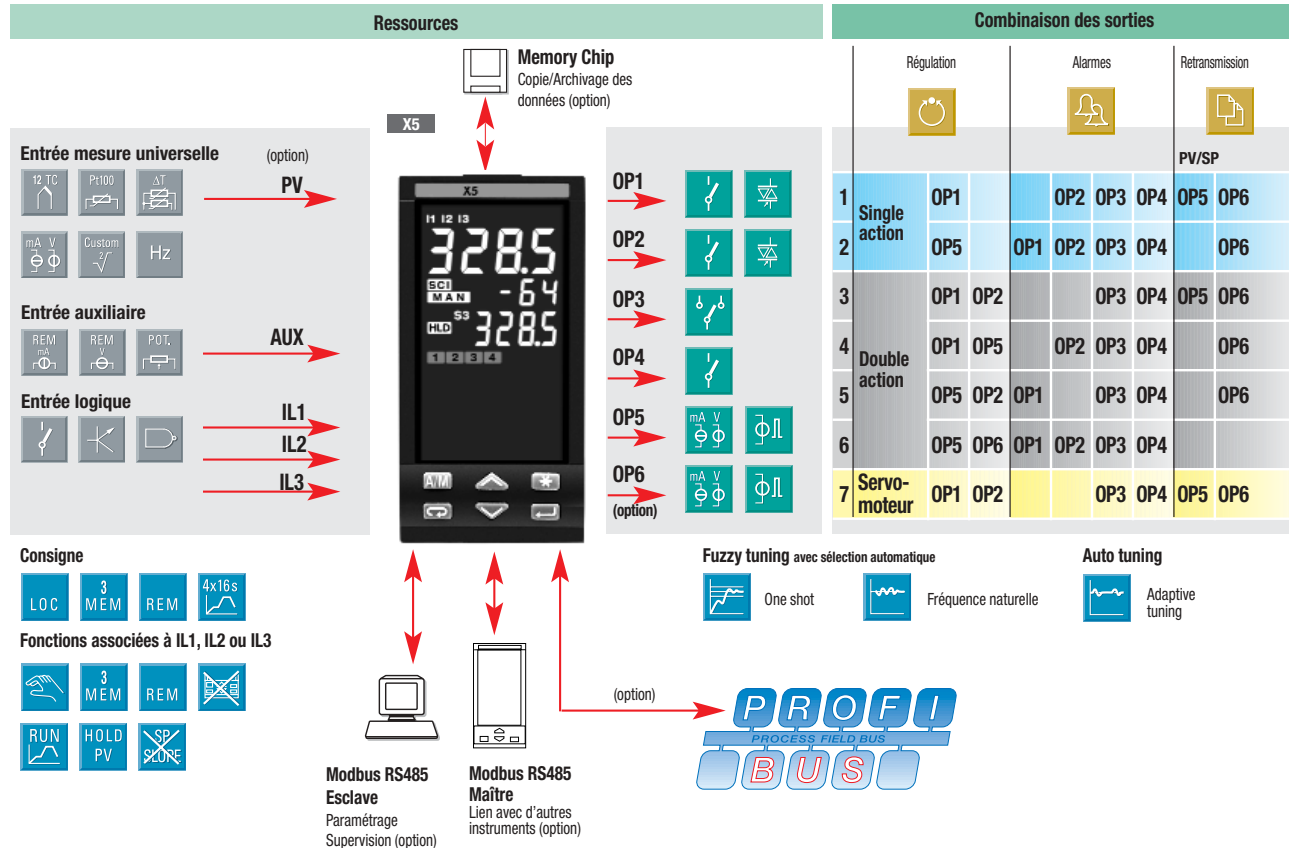 Ressources
Memory Chip
Copie/Archivage des
données (option)
X5
Entrée mesure universelle (option)
12 TC Pt100 ΔT
PV
mA V Custom Hz
2√
Entrée auxiliaire
REM mA REM V POT.
AUX
Entrée logique
IL1
IL2
IL3
X5
I1 I2 I3
328.5
SCI
MAN -64
HLD S3 328.5
1 2 3 4
A/M
OP1
OP2
OP3
OP4
OP5 mA V
OP6 mA V
(option)
Consigne
LOC 3 MEM REM 4x16s
Fonctions associées à IL1, IL2 ou IL3
3 MEM REM
RUN HOLD PV SP SLOPE
Modbus RS485
Esclave
Paramétrage
Supervision (option)
Modbus RS485
Maître
Lien avec d'autres
instruments (option)
(option)
PROFI
PROCESS FIELD BUS
BUS
Combinaison des sorties
Régulation Alarmes Retransmission
PV/SP
1 Single action OP1 OP2 OP3 OP4 OP5 OP6
2 OP5 OP1 OP2 OP3 OP4 OP6
3 OP1 OP2 OP3 OP4 OP5 OP6
4 Double action OP1 OP5 OP2 OP3 OP4 OP6
5 OP5 OP2 OP1 OP3 OP4 OP6
6 OP5 OP6 OP1 OP2 OP3 OP4
7 Servo-moteur OP1 OP2 OP3 OP4 OP5 OP6
Fuzzy tuning avec sélection automatique
One shot
Fréquence naturelle
Auto tuning
Adaptive
tuning